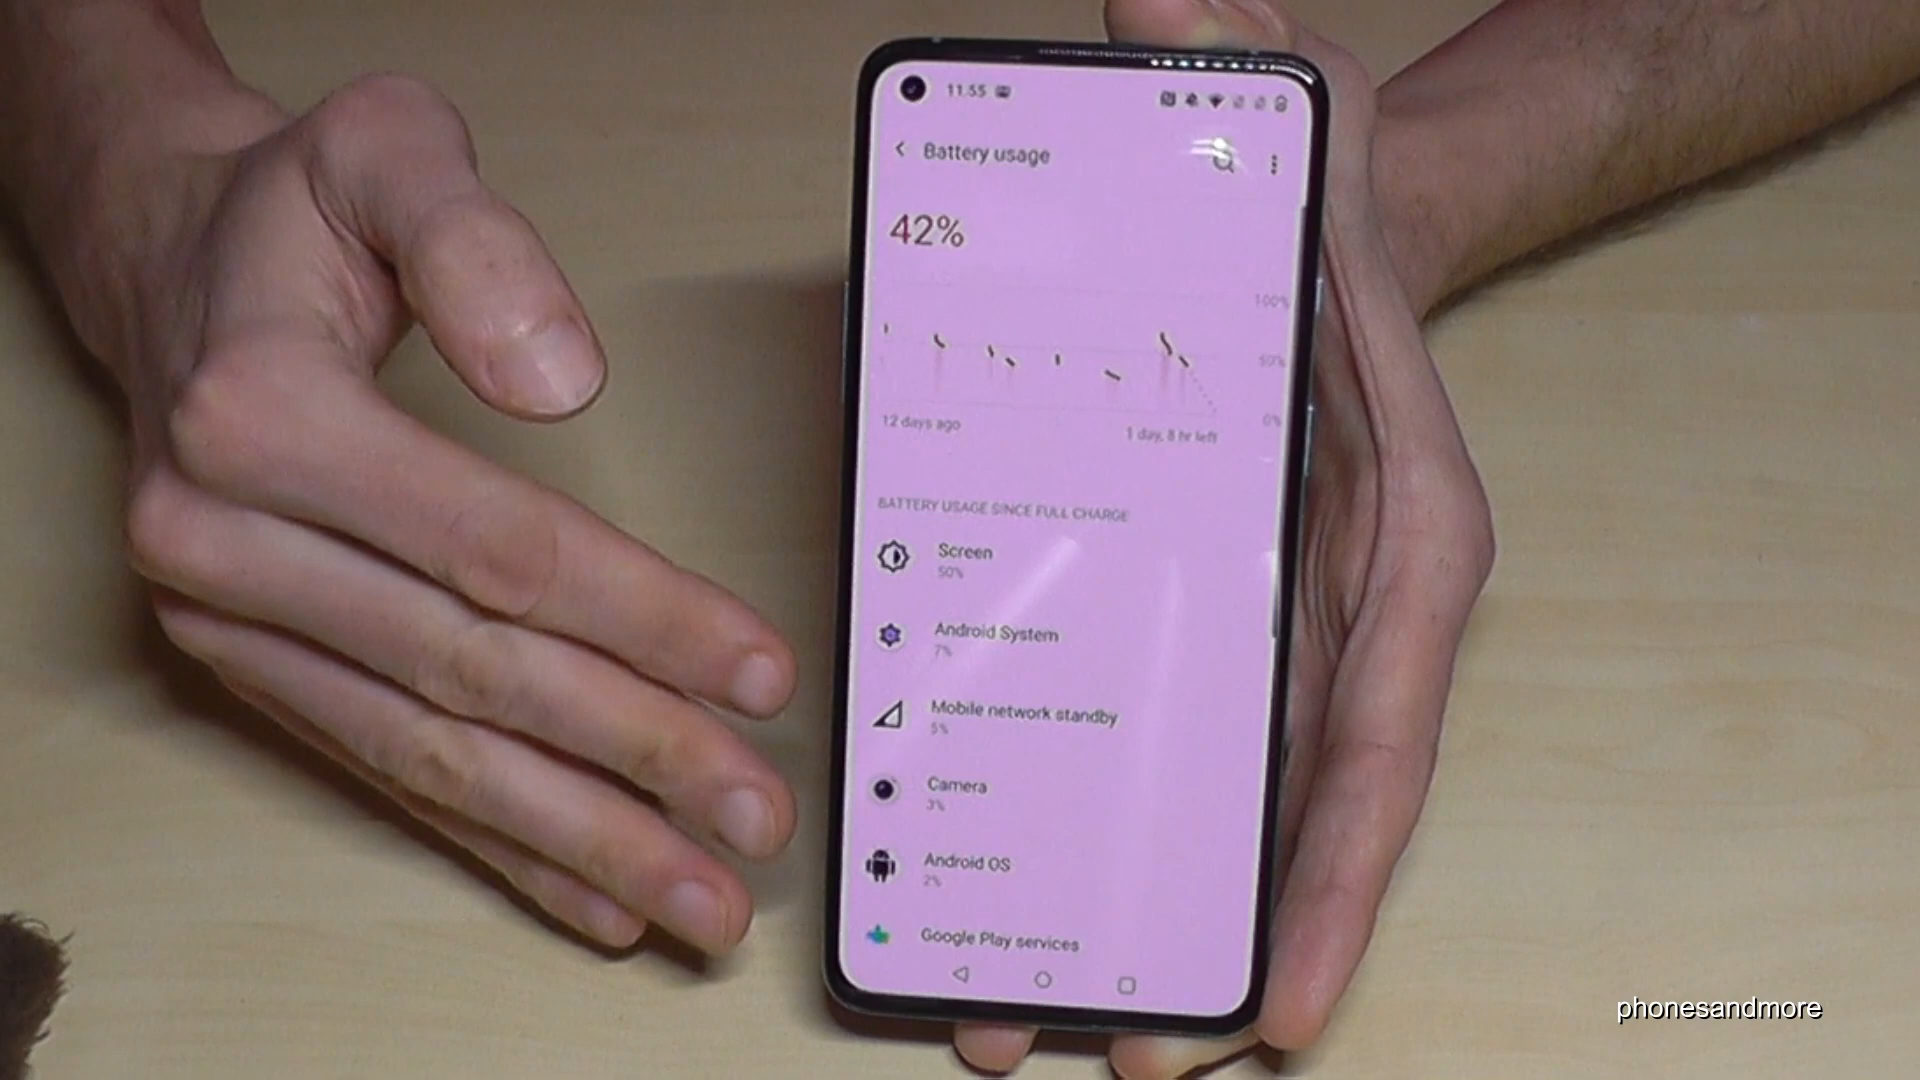 11.55
Battery usage
42%
100%
50%
0%
12 days ago
1 day, 8 hr left
BATTERY USAGE SINCE FULL CHARGE
Screen
50%
Android System
7%
Mobile network standby
5%
Camera
3%
Android OS
2%
Google Play services
phonesandmore